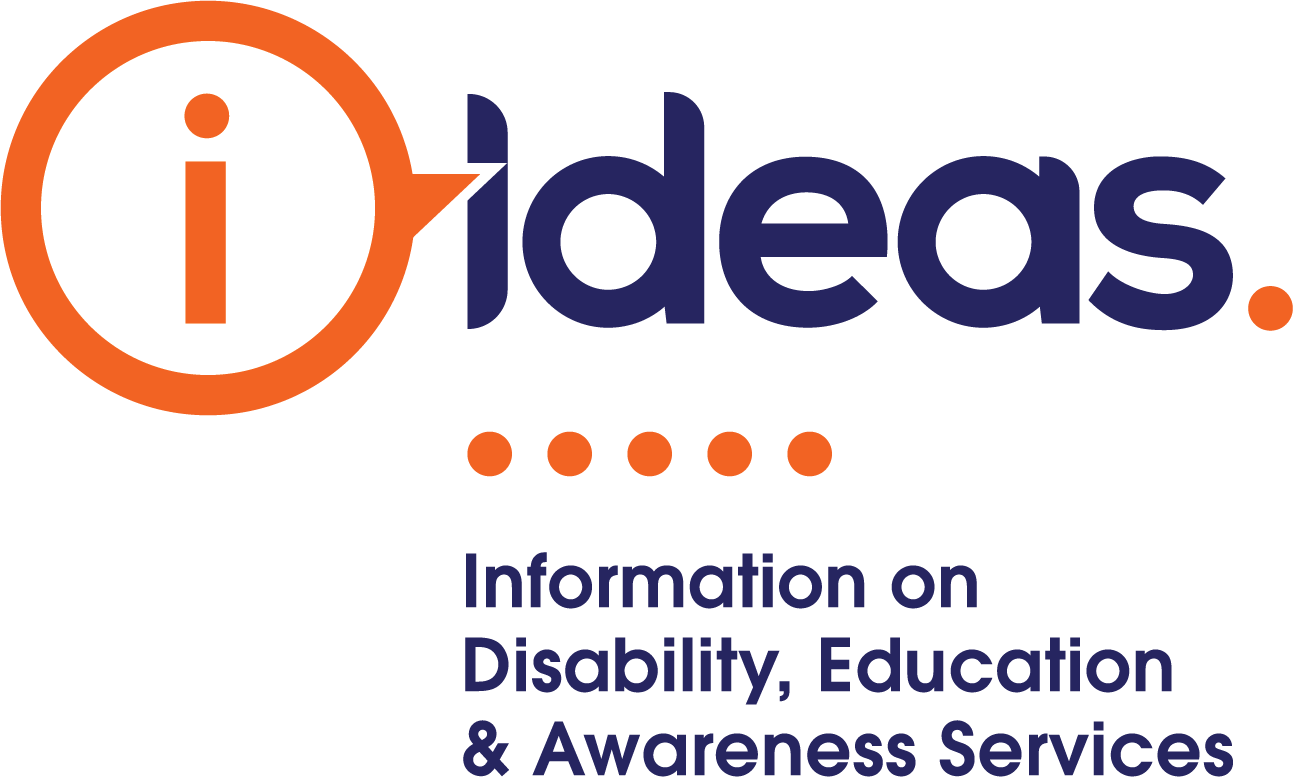 i ideas.
Information on
Disability, Education
& Awareness Services